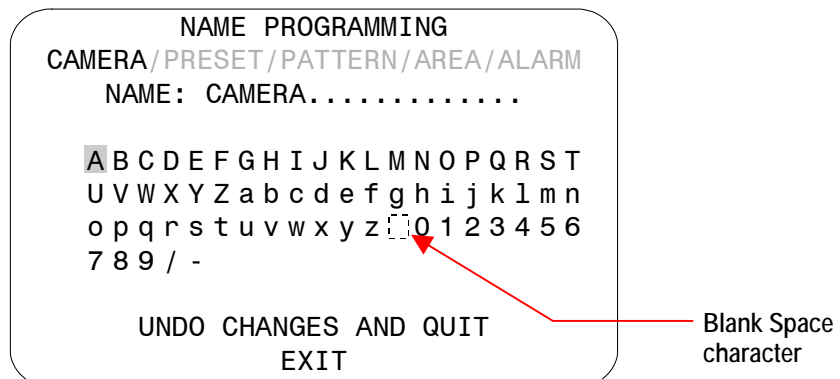 NAME PROGRAMMING
CAMERA/PRESET/PATTERN/AREA/ALARM
NAME: CAMERA.............
A B C D E F G H I J K L M N O P Q R S T
U V W X Y Z a b c d e f g h i j k l m n
o p q r s t u v w x y z 0 1 2 3 4 5 6
7 8 9 / -
UNDO CHANGES AND QUIT
EXIT
Blank Space
character